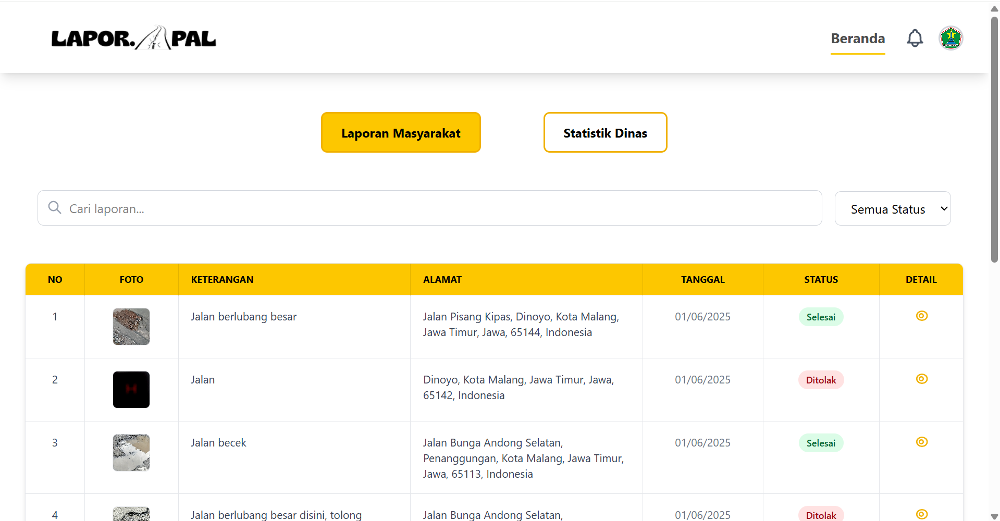 LAPOR. PAL
Beranda
Laporan Masyarakat
Statistik Dinas
Cari laporan...
Semua Status
NO FOTO KETERANGAN ALAMAT TANGGAL STATUS DETAIL
1 Jalan berlubang besar Jalan Pisang Kipas, Dinoyo, Kota Malang, 01/06/2025 Selesai
Jawa Timur, Jawa, 65144, Indonesia
2 Jalan Dinoyo, Kota Malang, Jawa Timur, Jawa, 01/06/2025 Ditolak
65142, Indonesia
3 Jalan becek Jalan Bunga Andong Selatan, 01/06/2025 Selesai
Penanggungan, Kota Malang, Jawa Timur,
Jawa, 65113, Indonesia
4 Jalan berlubang besar disini, tolong Jalan Bunga Andong Selatan, 01/06/2025 Ditolak